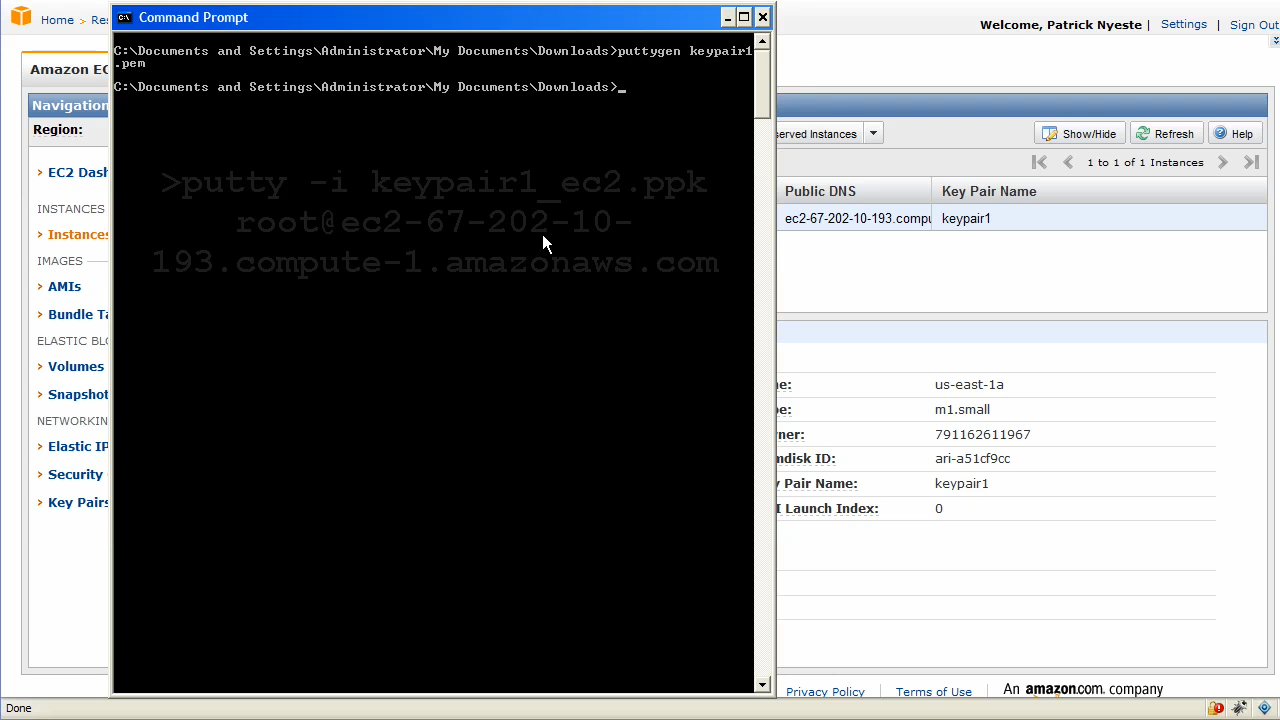 Home > Res
Welcome, Patrick Nyeste Settings Sign Out
Command Prompt
C:\
C:\Documents and Settings\Administrator\My Documents\Downloads>puttygen keypair1
.pem
C:\Documents and Settings\Administrator\My Documents\Downloads>_
>putty -i keypair1_ec2.ppk
root@ec2-67-202-10-
193.compute-1.amazonaws.com
Amazon EC
Navigation
Region:
> EC2 Dash
INSTANCES
> Instances
IMAGES
> AMIs
> Bundle Ta
ELASTIC BLO
> Volumes
> Snapshot
NETWORKIN
> Elastic IP
> Security
> Key Pairs
served Instances Show/Hide Refresh Help
1 to 1 of 1 Instances
Public DNS Key Pair Name
ec2-67-202-10-193.compu keypair1
ne: us-east-1a
pe: m1.small
ner: 791162611967
mdisk ID: ari-a51cf9cc
y Pair Name: keypair1
I Launch Index: 0
Privacy Policy Terms of Use An amazon.com. company
Done